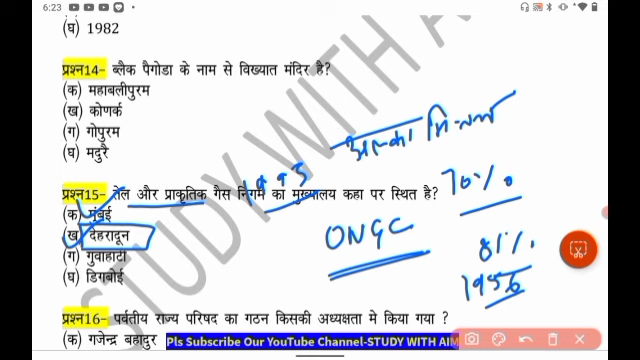 6:23
(घ) 1982
प्रश्न14- ब्लैक पैगोडा के नाम से विख्यात मंदिर है?
(क) महाबलीपुरम
(ख) कोणर्क
(ग) गोपुरम
(घ) मदुरै
प्रश्न15- तेल और प्राकृतिक गैस निगम का मुख्यालय कहा पर स्थित है?
(क) मुंबई
(ख) देहरादून
(ग) गुवाहाटी
(घ) डिगबोई
1993
70%
ONGC
81%
1956
प्रश्न16- पर्वतीय राज्य परिषद का गठन किसकी अध्यक्षता मे किया गया ?
(क) गजेन्द्र बहादुर
Pls Subscribe Our YouTube Channel-STUDY WITH AIM
STUDY WITH A